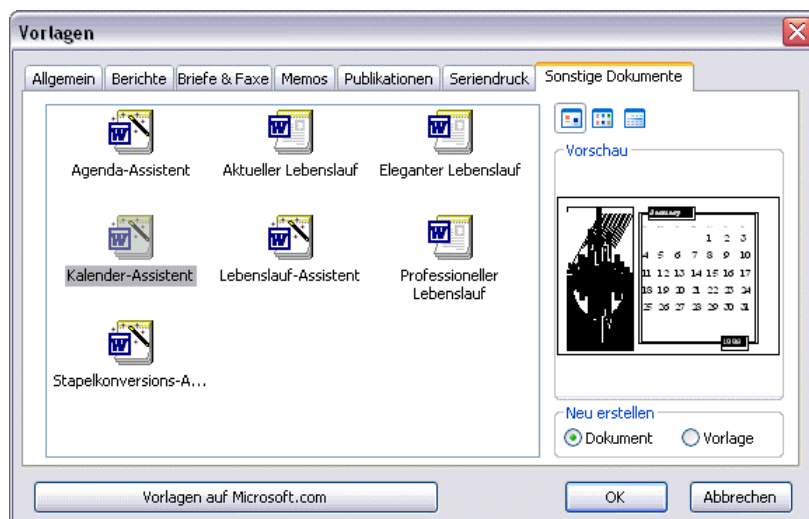 Vorlagen
Allgemein Berichte Briefe & Faxe Memos Publikationen Seriendruck Sonstige Dokumente
Agenda-Assistent Aktueller Lebenslauf Eleganter Lebenslauf
Kalender-Assistent Lebenslauf-Assistent Professioneller
Lebenslauf
Stapelkonversions-A...
Vorschau
January
1 2 3
4 5 6 7 8 9 10
11 12 13 14 15 16 17
18 19 20 21 22 23 24
25 26 27 28 29 30 31
1998
Neu erstellen
Dokument Vorlage
Vorlagen auf Microsoft.com OK Abbrechen